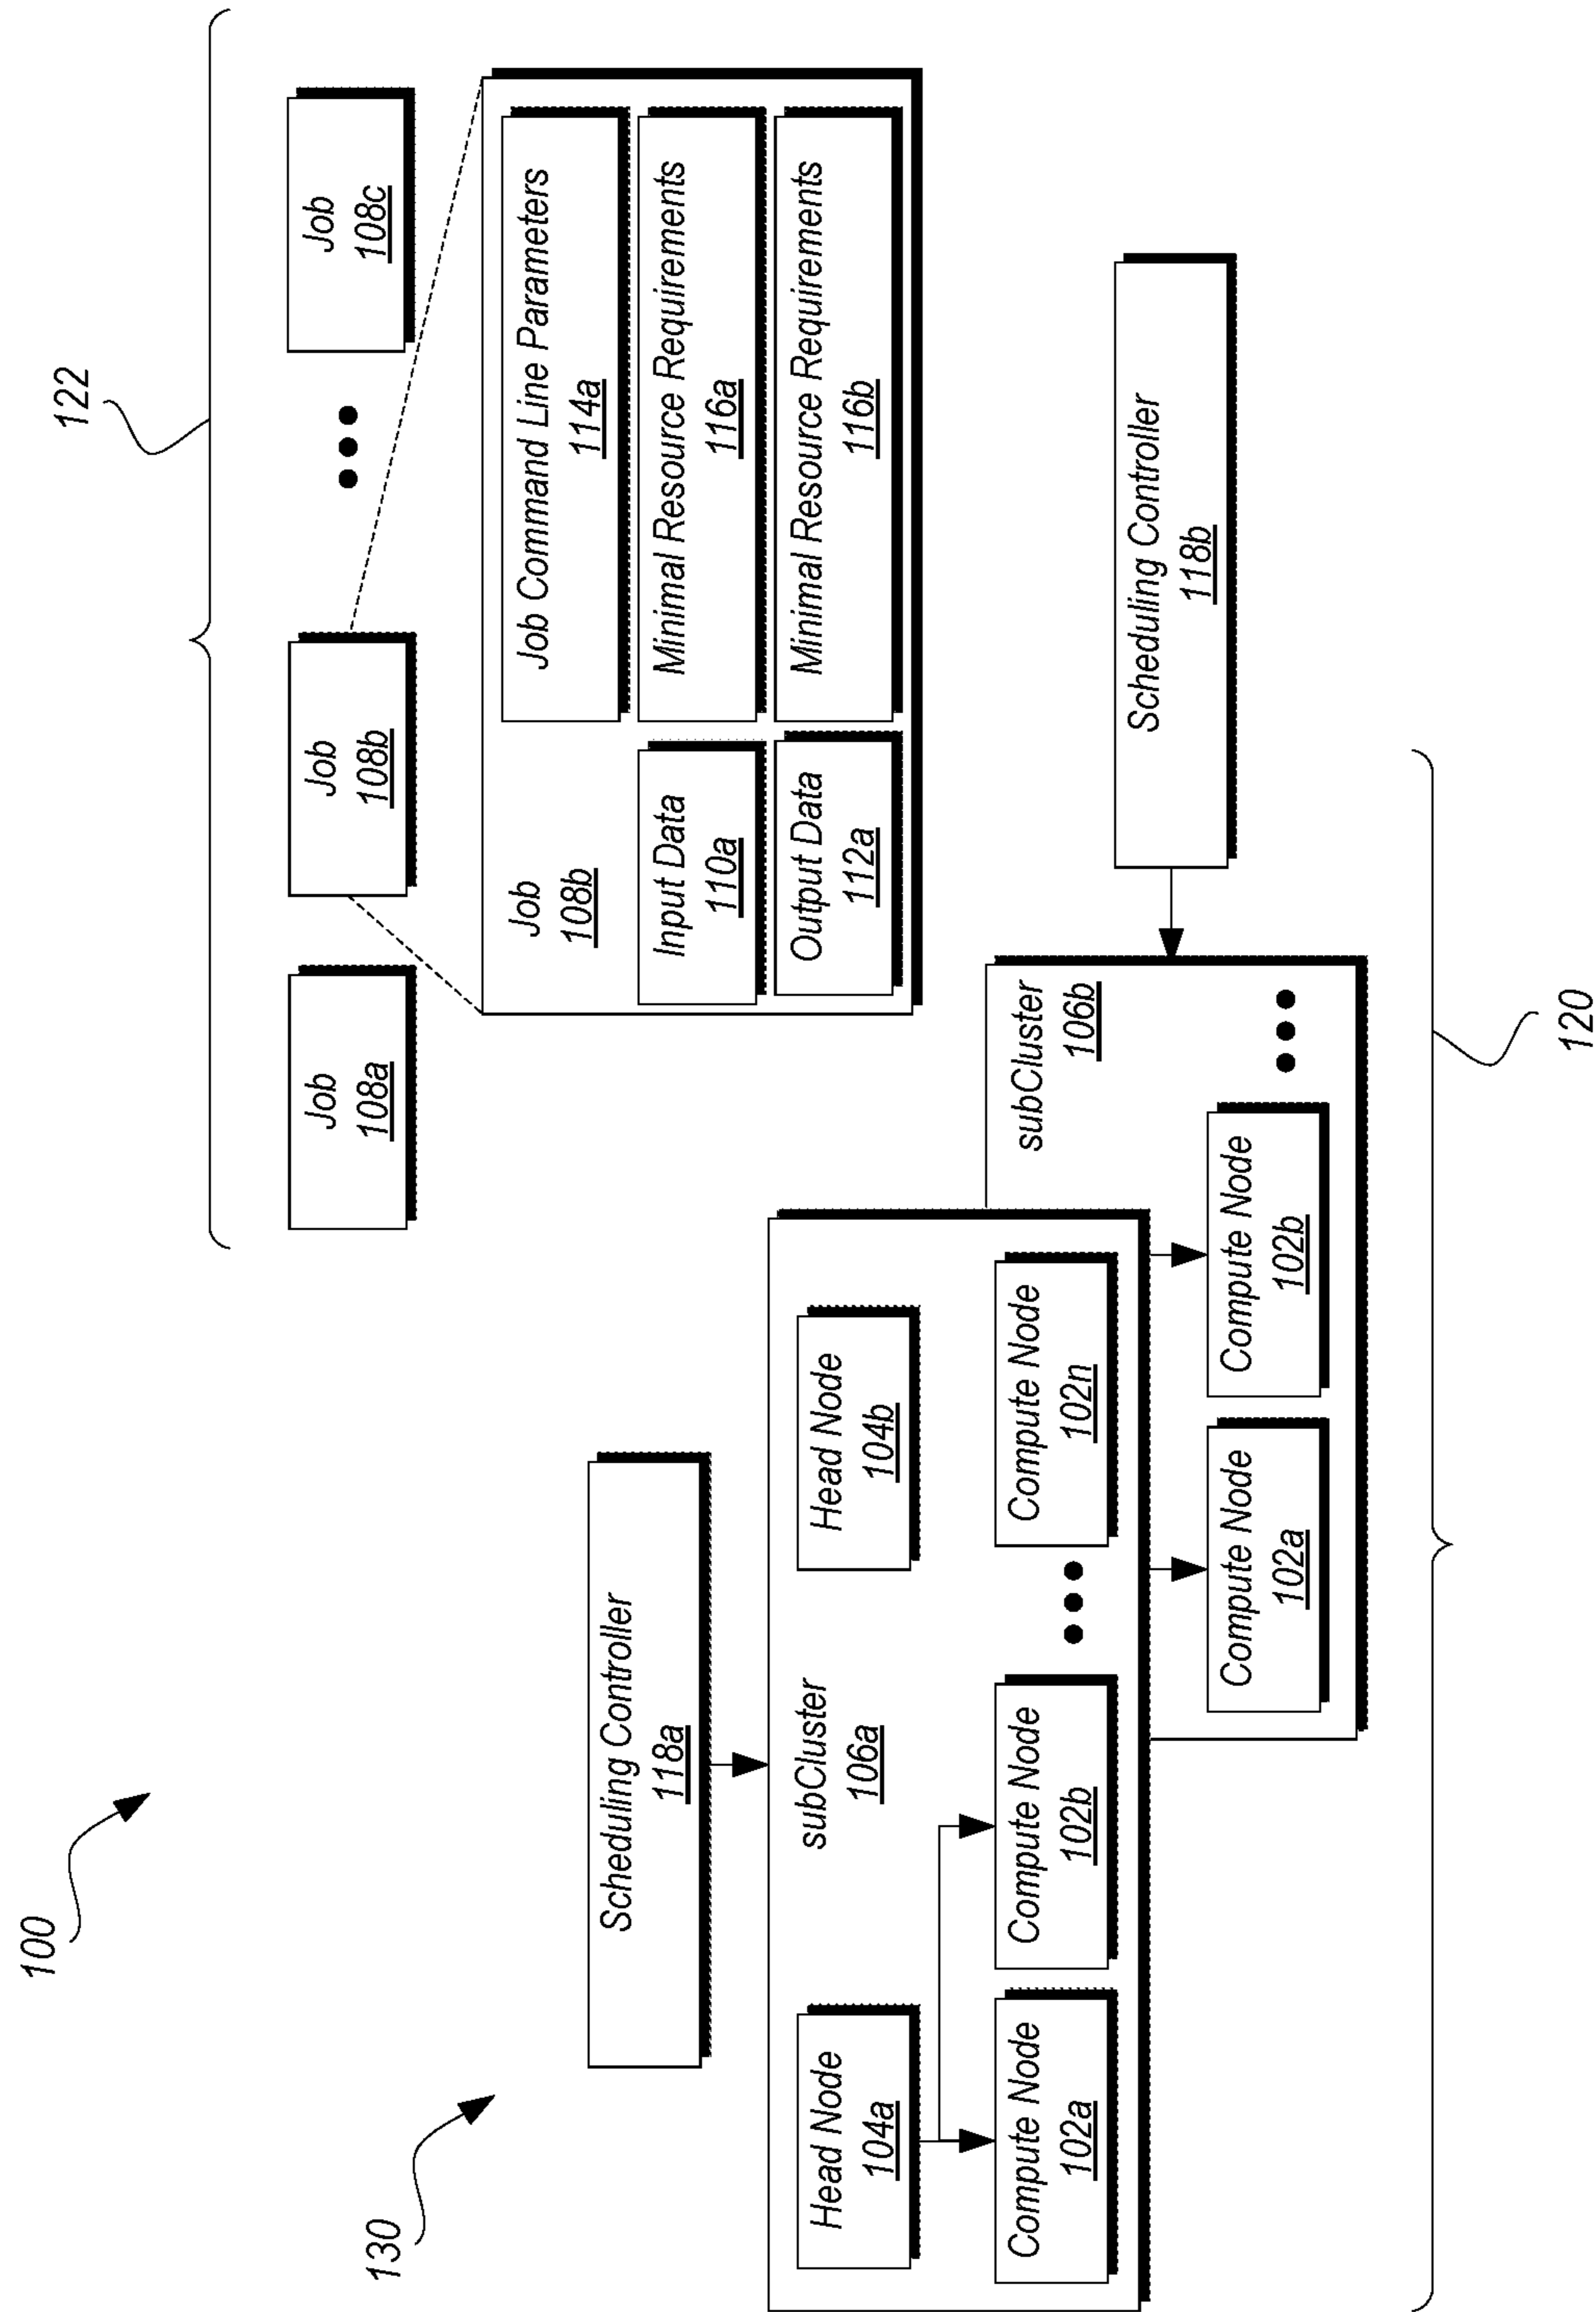 100
122
Job
108a
Job
108b
Job
108c
Job
108b
Job Command Line Parameters
114a
Input Data
110a
Minimal Resource Requirements
116a
Output Data
112a
Minimal Resource Requirements
116b
130
Scheduling Controller
118a
Head Node
104a
subCluster
106a
Head Node
104b
Compute Node
102a
Compute Node
102b
Compute Node
102n
subCluster
106b
Compute Node
102a
Compute Node
102b
Scheduling Controller
118b
120